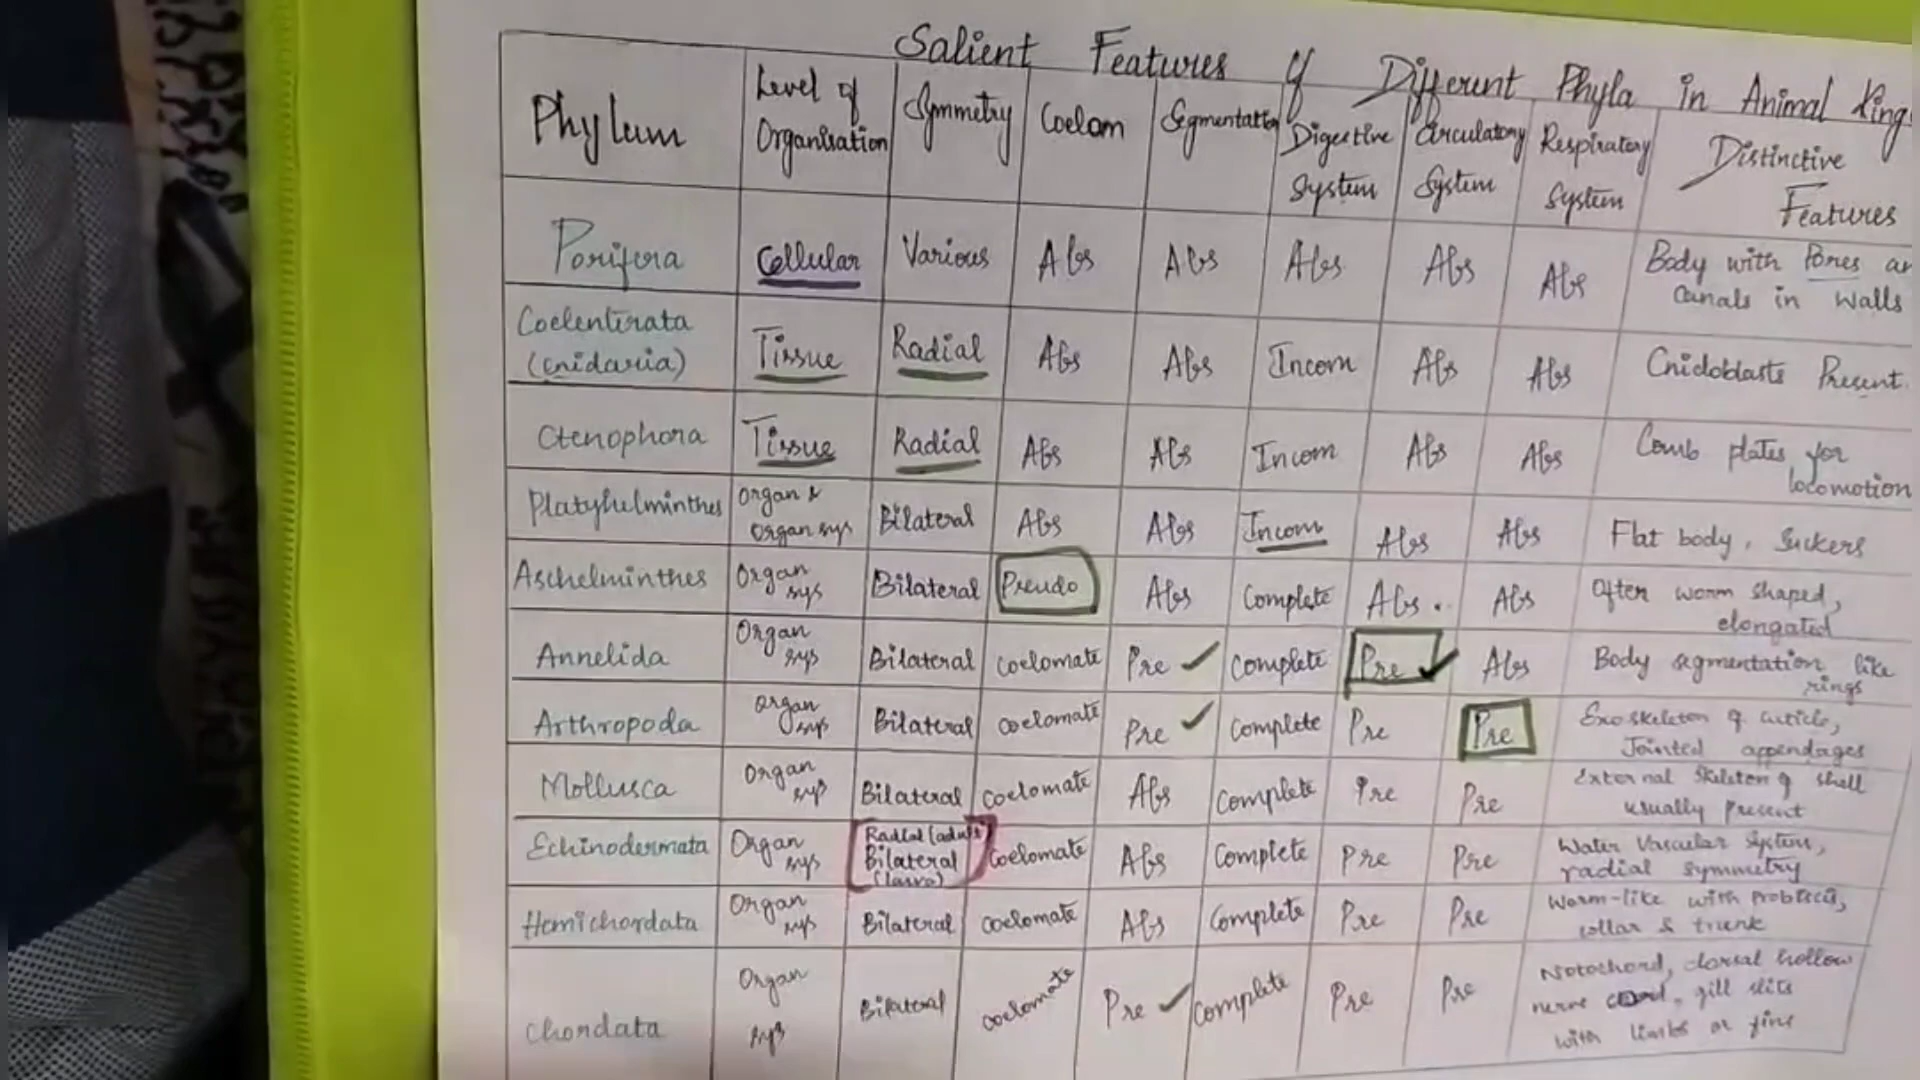 Salient Features of Different Phyla in Animal King
Phylum
Level of
Organisation
Symmetry
Coelom
Segmentation
Digestive
System
Circulatory
System
Respiratory
System
Distinctive
Features
Porifera
Cellular
Various
Abs
Abs
Abs
Abs
Abs
Body with Pores an
canals in walls
Coelenterata
(cnidaria)
Tissue
Radial
Abs
Abs
Incom
Abs
Abs
Cnidoblasts Present.
Ctenophora
Tissue
Radial
Abs
Abs
Incom
Abs
Abs
Comb plates for
locomotion
Platyhelminthes
Organ &
Organ sys
Bilateral
Abs
Abs
Incom
Abs
Abs
Flat body, Suckers
Aschelminthes
Organ
sys
Bilateral
Pseudo
Abs
Complete
Abs.
Abs
Often worm shaped,
elongated
Annelida
Organ
sys
Bilateral
Coelomate
Pre ✓
Complete
Pre ✓
Abs
Body segmentation like
rings
Arthropoda
organ
sys
Bilateral
Coelomate
Pre ✓
Complete
Pre
Pre
Exoskeleton of cuticle,
Jointed appendages
Mollusca
Organ
sys
Bilateral
Coelomate
Abs
Complete
Pre
Pre
External Skeleton of shell
usually present
Echinodermata
Organ
sys
Radial (adult
Bilateral
(larva)
Coelomate
Abs
Complete
Pre
Pre
Water Vascular System,
radial symmetry
Hemichordata
Organ
sys
Bilateral
Coelomate
Abs
Complete
Pre
Pre
Worm-like with Proboscis,
collar & trunk
Chordata
Organ
sys
Bilateral
Coelomate
Pre ✓
Complete
Pre
Pre
Notochord, dorsal hollow
nerve cord, gill slits
with limbs or fins